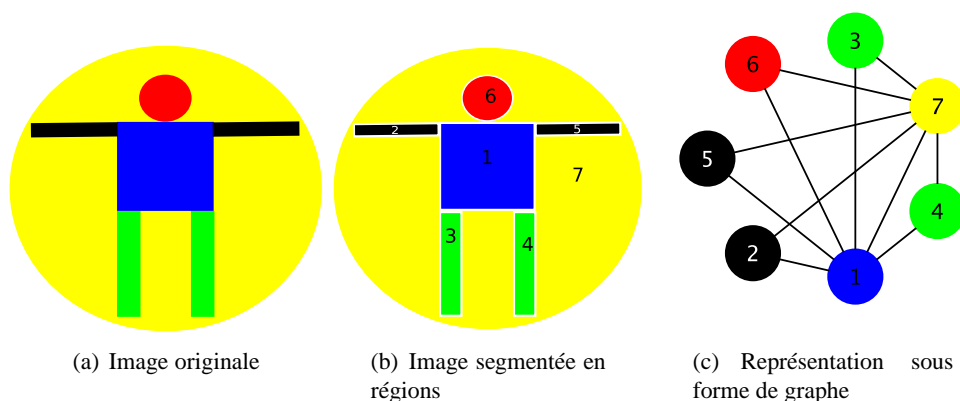 6
2
5
1
7
3
4
3
6
7
5
4
2
1
(a) Image originale
(b) Image segmentée en
régions
(c) Représentation sous
forme de graphe